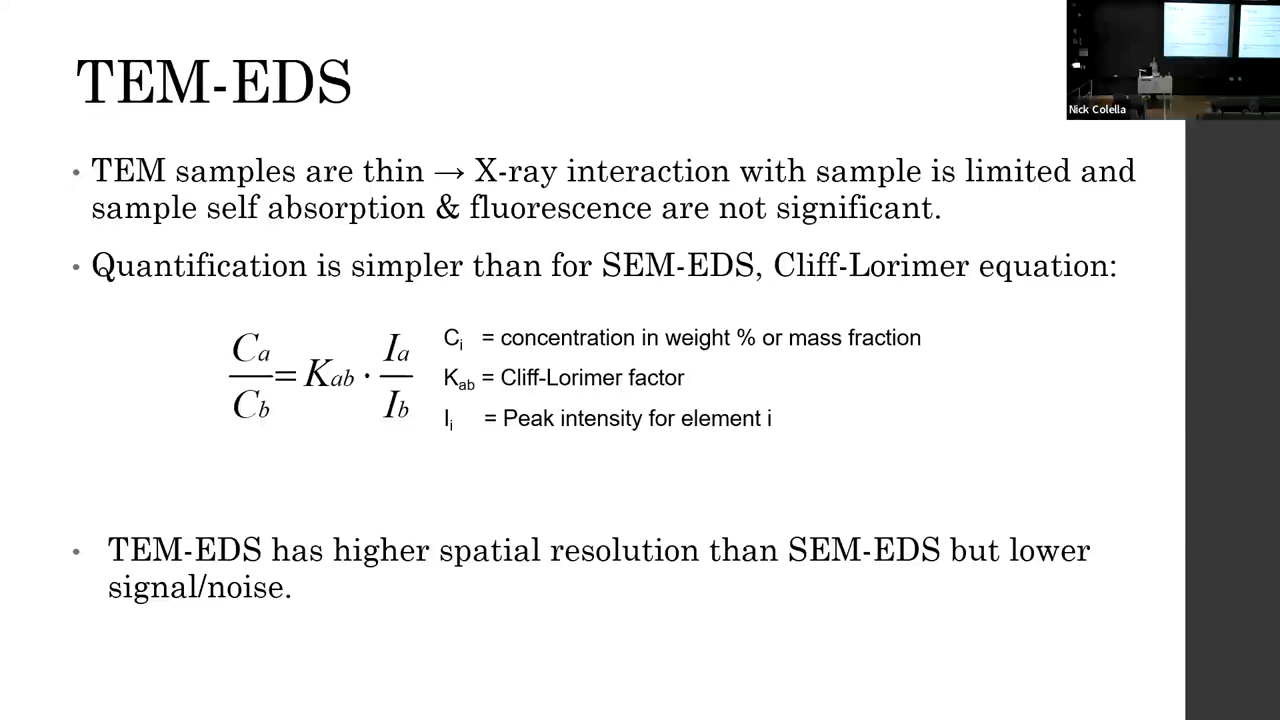 TEM-EDS
Nick Colella
• TEM samples are thin → X-ray interaction with sample is limited and
sample self absorption & fluorescence are not significant.
• Quantification is simpler than for SEM-EDS, Cliff-Lorimer equation:
Ca/Cb = Kab · Ia/Ib
Ci = concentration in weight % or mass fraction
Kab = Cliff-Lorimer factor
Ii = Peak intensity for element i
• TEM-EDS has higher spatial resolution than SEM-EDS but lower
signal/noise.